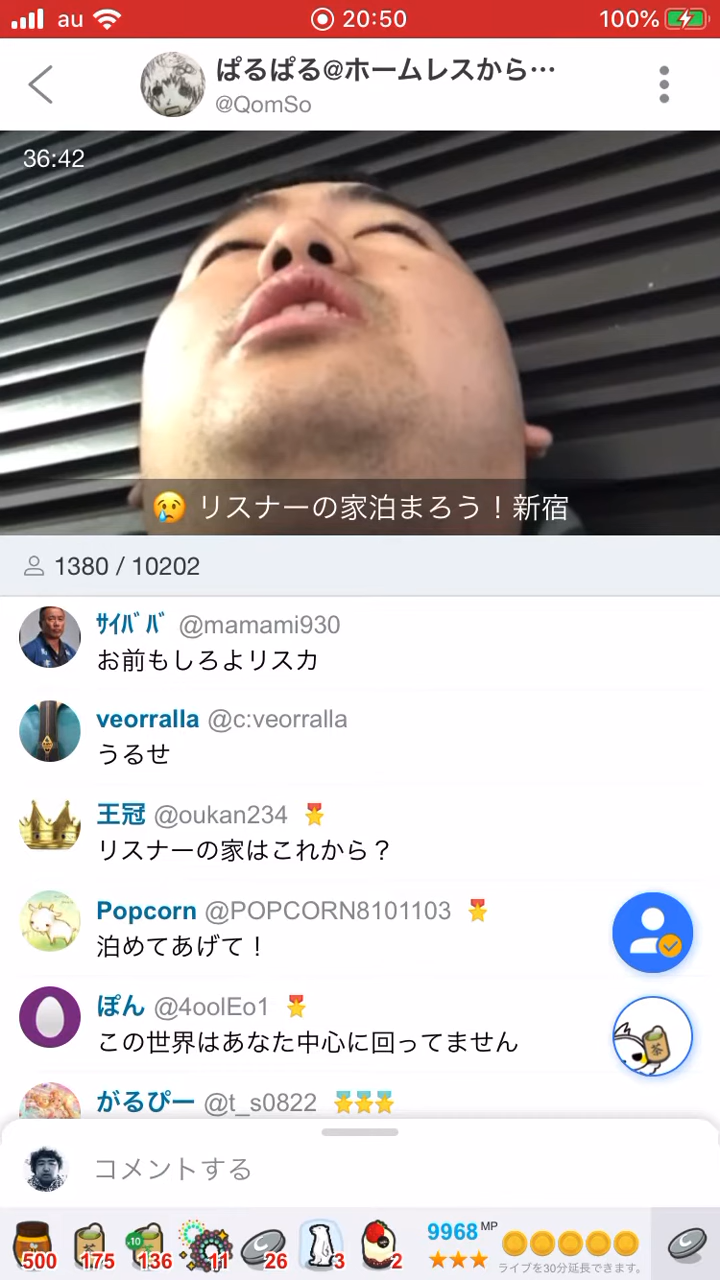 au 20:50 100%
ぱるぱる@ホームレスから…
@QomSo
36:42
😢 リスナーの家泊まろう！新宿
1380 / 10202
ｻｲﾊﾞﾊﾞ @mamami930
お前もしろよリスカ
veorralla @c:veorralla
うるせ
王冠 @oukan234
リスナーの家はこれから？
Popcorn @POPCORN8101103
泊めてあげて！
ぽん @4oolEo1
この世界はあなた中心に回ってません
がるぴー @t_s0822
コメントする
500 175 ×10 136 11 26 3 2 9968 MP
ライブを30分延長できます。